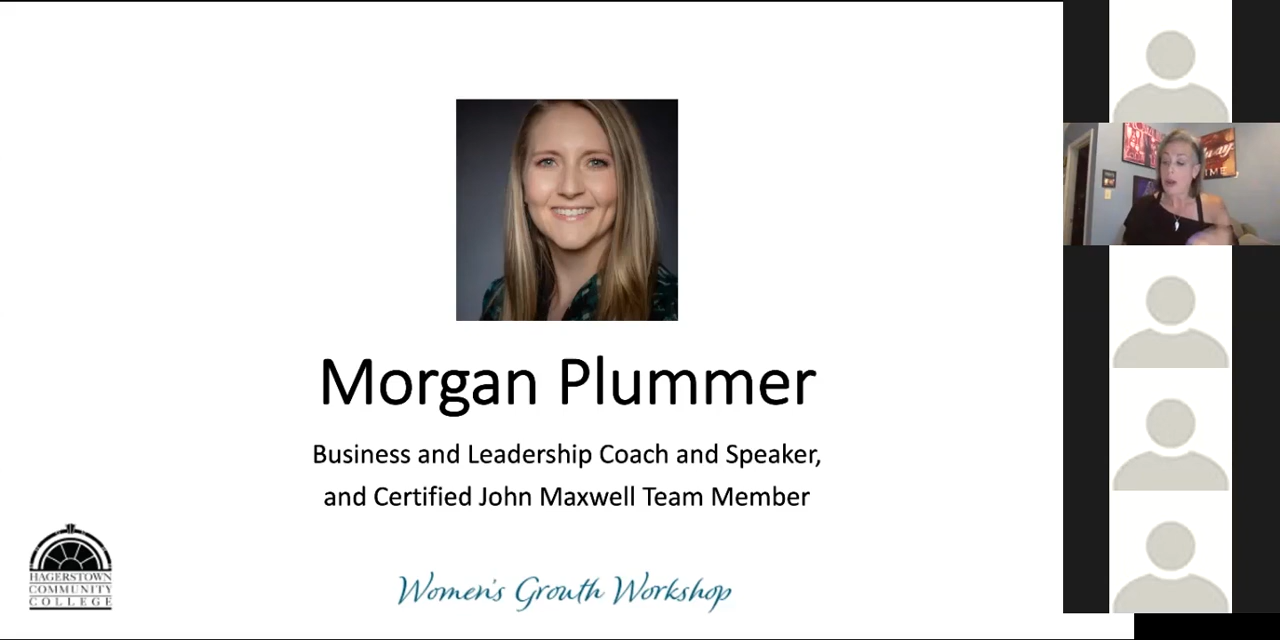 Morgan Plummer
Business and Leadership Coach and Speaker,
and Certified John Maxwell Team Member
HAGERSTOWN
COMMUNITY
COLLEGE
Women's Growth Workshop